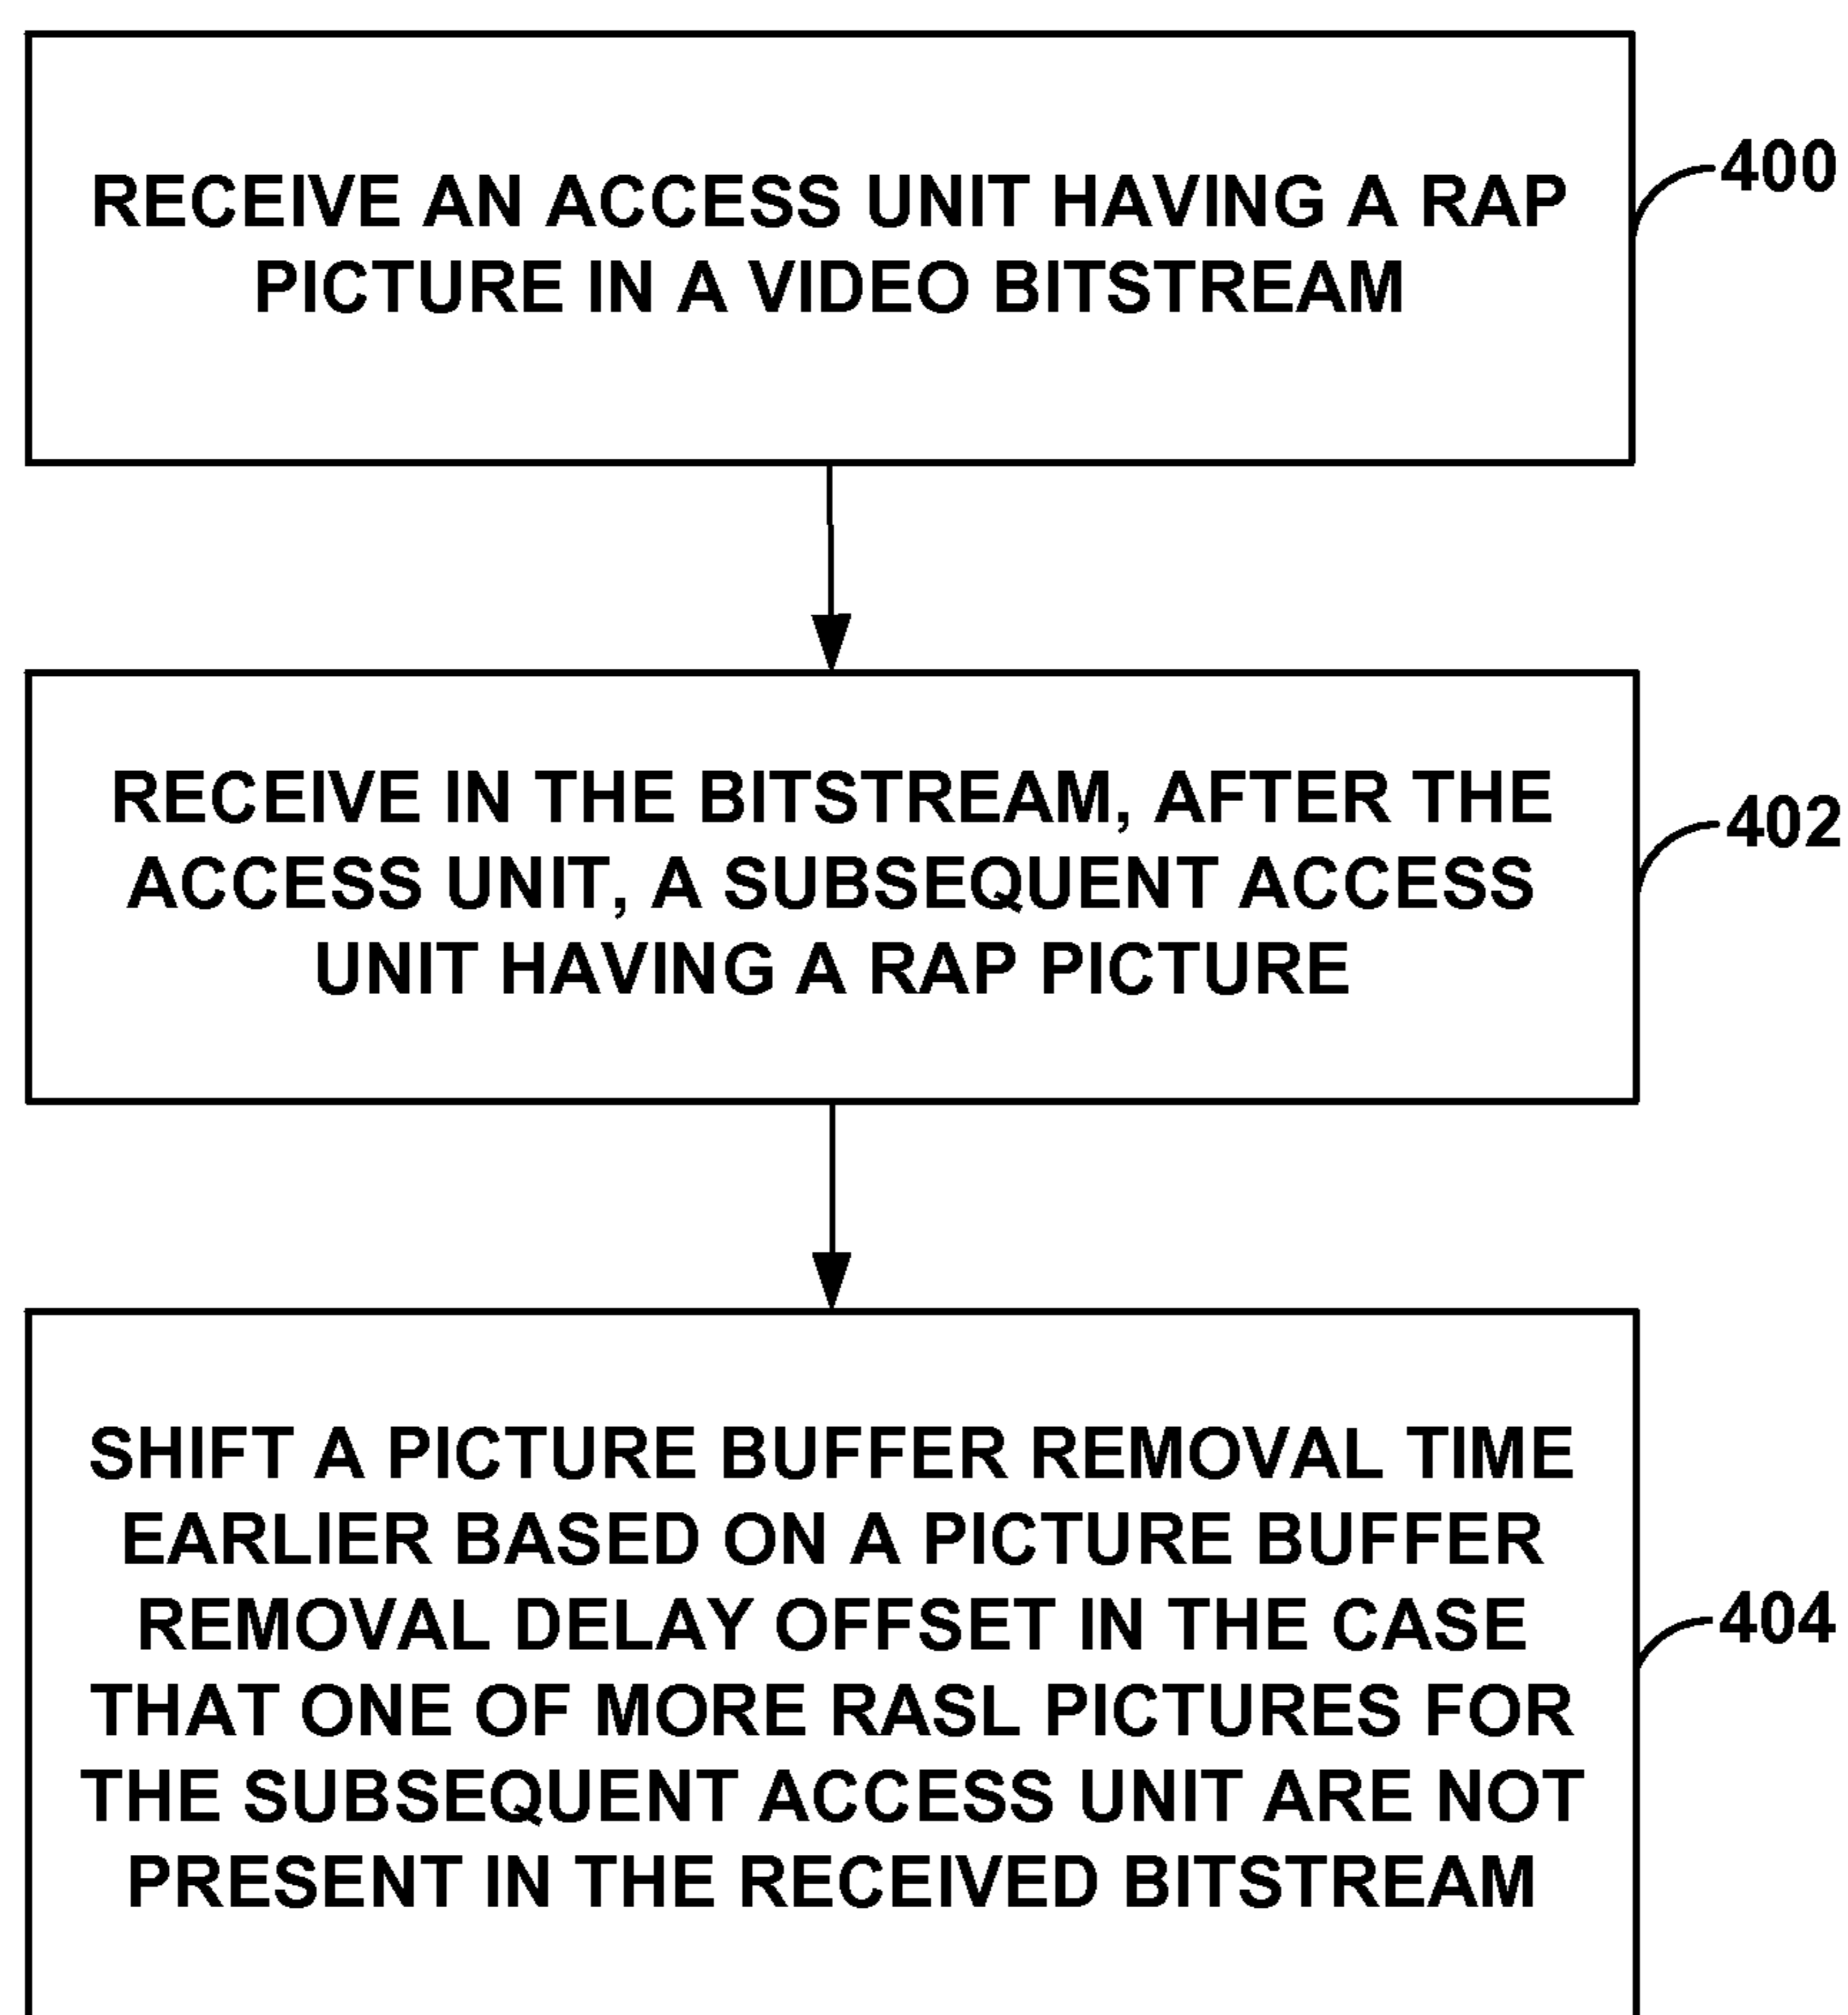 RECEIVE AN ACCESS UNIT HAVING A RAP
PICTURE IN A VIDEO BITSTREAM
400
RECEIVE IN THE BITSTREAM, AFTER THE
ACCESS UNIT, A SUBSEQUENT ACCESS
UNIT HAVING A RAP PICTURE
402
SHIFT A PICTURE BUFFER REMOVAL TIME
EARLIER BASED ON A PICTURE BUFFER
REMOVAL DELAY OFFSET IN THE CASE
THAT ONE OF MORE RASL PICTURES FOR
THE SUBSEQUENT ACCESS UNIT ARE NOT
PRESENT IN THE RECEIVED BITSTREAM
404